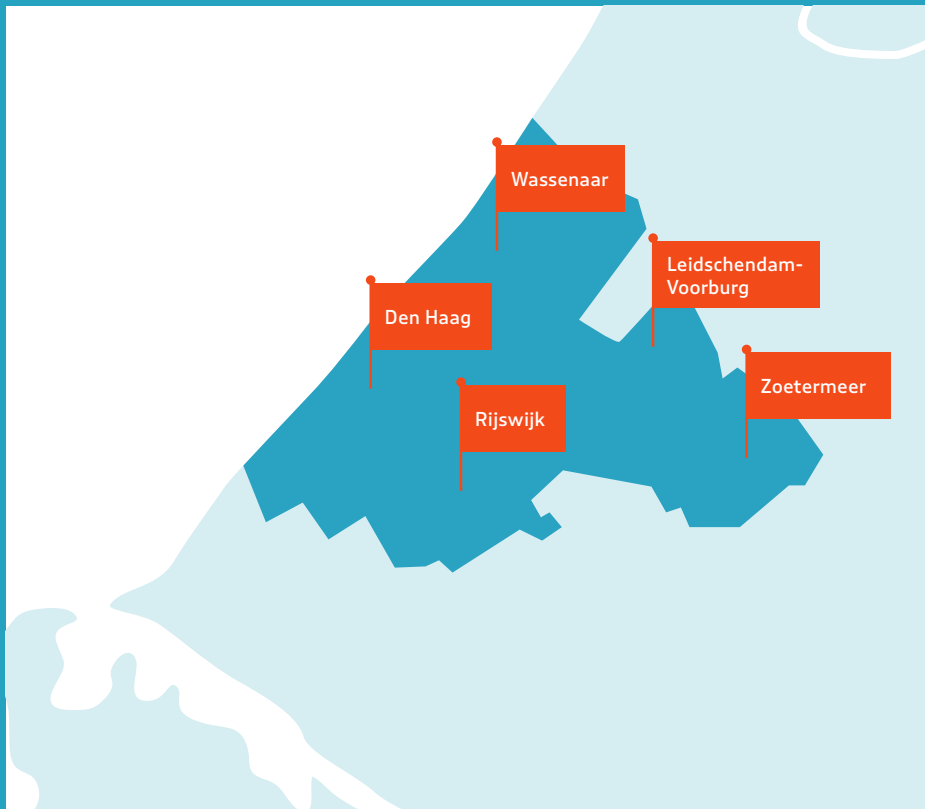 Wassenaar
Leidschendam-
Voorburg
Den Haag
Zoetermeer
Rijswijk